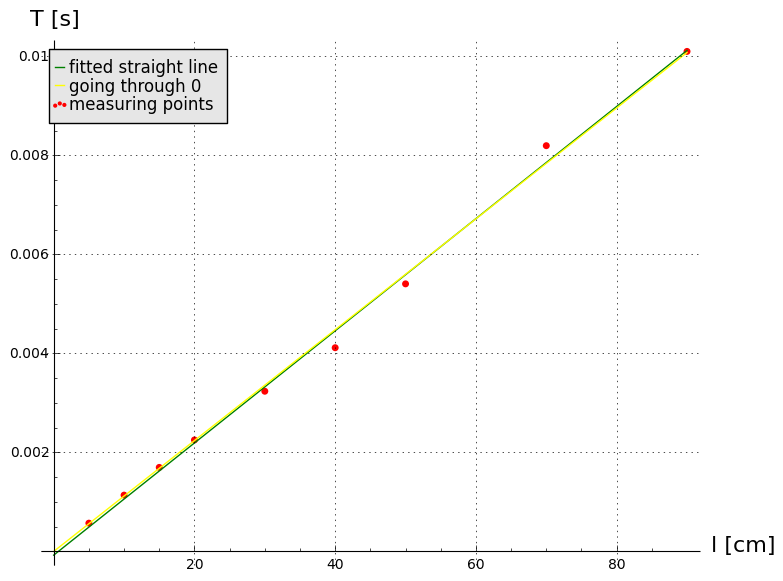 T [s]
0.01
fitted straight line
going through 0
measuring points
0.008
0.006
0.004
0.002
20 40 60 80
l [cm]